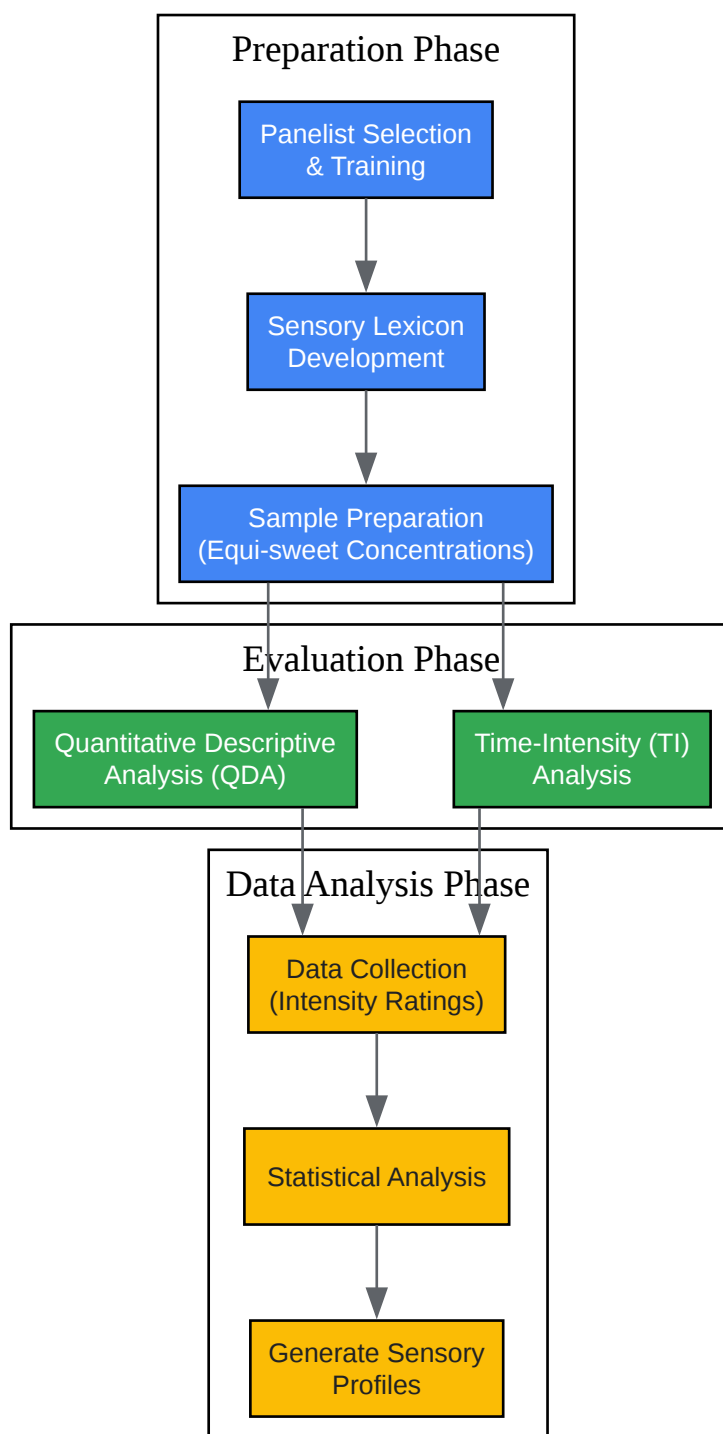 Preparation Phase
Panelist Selection
& Training
Sensory Lexicon
Development
Sample Preparation
(Equi-sweet Concentrations)
Evaluation Phase
Quantitative Descriptive
Analysis (QDA)
Time-Intensity (TI)
Analysis
Data Analysis Phase
Data Collection
(Intensity Ratings)
Statistical Analysis
Generate Sensory
Profiles